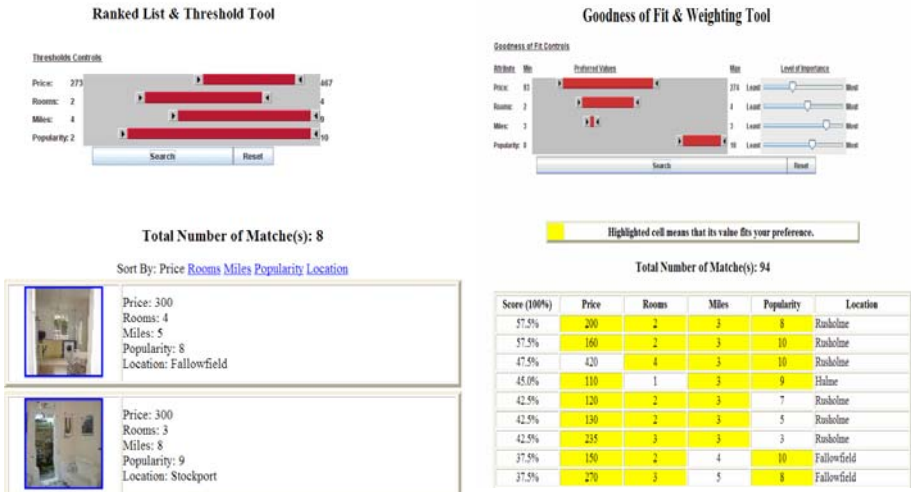 Ranked List & Threshold Tool
Thresholds Controls
Price: 273 467
Rooms: 2 4
Miles: 4 9
Popularity: 2 10
Search Reset
Total Number of Matche(s): 8
Sort By: Price Rooms Miles Popularity Location
Price: 300
Rooms: 4
Miles: 5
Popularity: 8
Location: Fallowfield
Price: 300
Rooms: 3
Miles: 8
Popularity: 9
Location: Stockport
Goodness of Fit & Weighting Tool
Goodness of Fit Controls
Attribute Min Preferred Values Max Level of Importance
Price: 83 374 Least Most
Rooms: 2 4 Least Most
Miles: 3 3 Least Most
Popularity: 8 10 Least Most
Search Reset
Highlighted cell means that its value fits your preference.
Total Number of Matche(s): 94
Score (100%) Price Rooms Miles Popularity Location
57.5% 200 2 3 8 Rusholme
57.5% 160 2 3 10 Rusholme
47.5% 420 4 3 10 Rusholme
45.0% 110 1 3 9 Hulme
42.5% 120 2 3 7 Rusholme
42.5% 130 2 3 5 Rusholme
42.5% 235 3 3 3 Rusholme
37.5% 150 2 4 10 Fallowfield
37.5% 270 3 5 8 Fallowfield